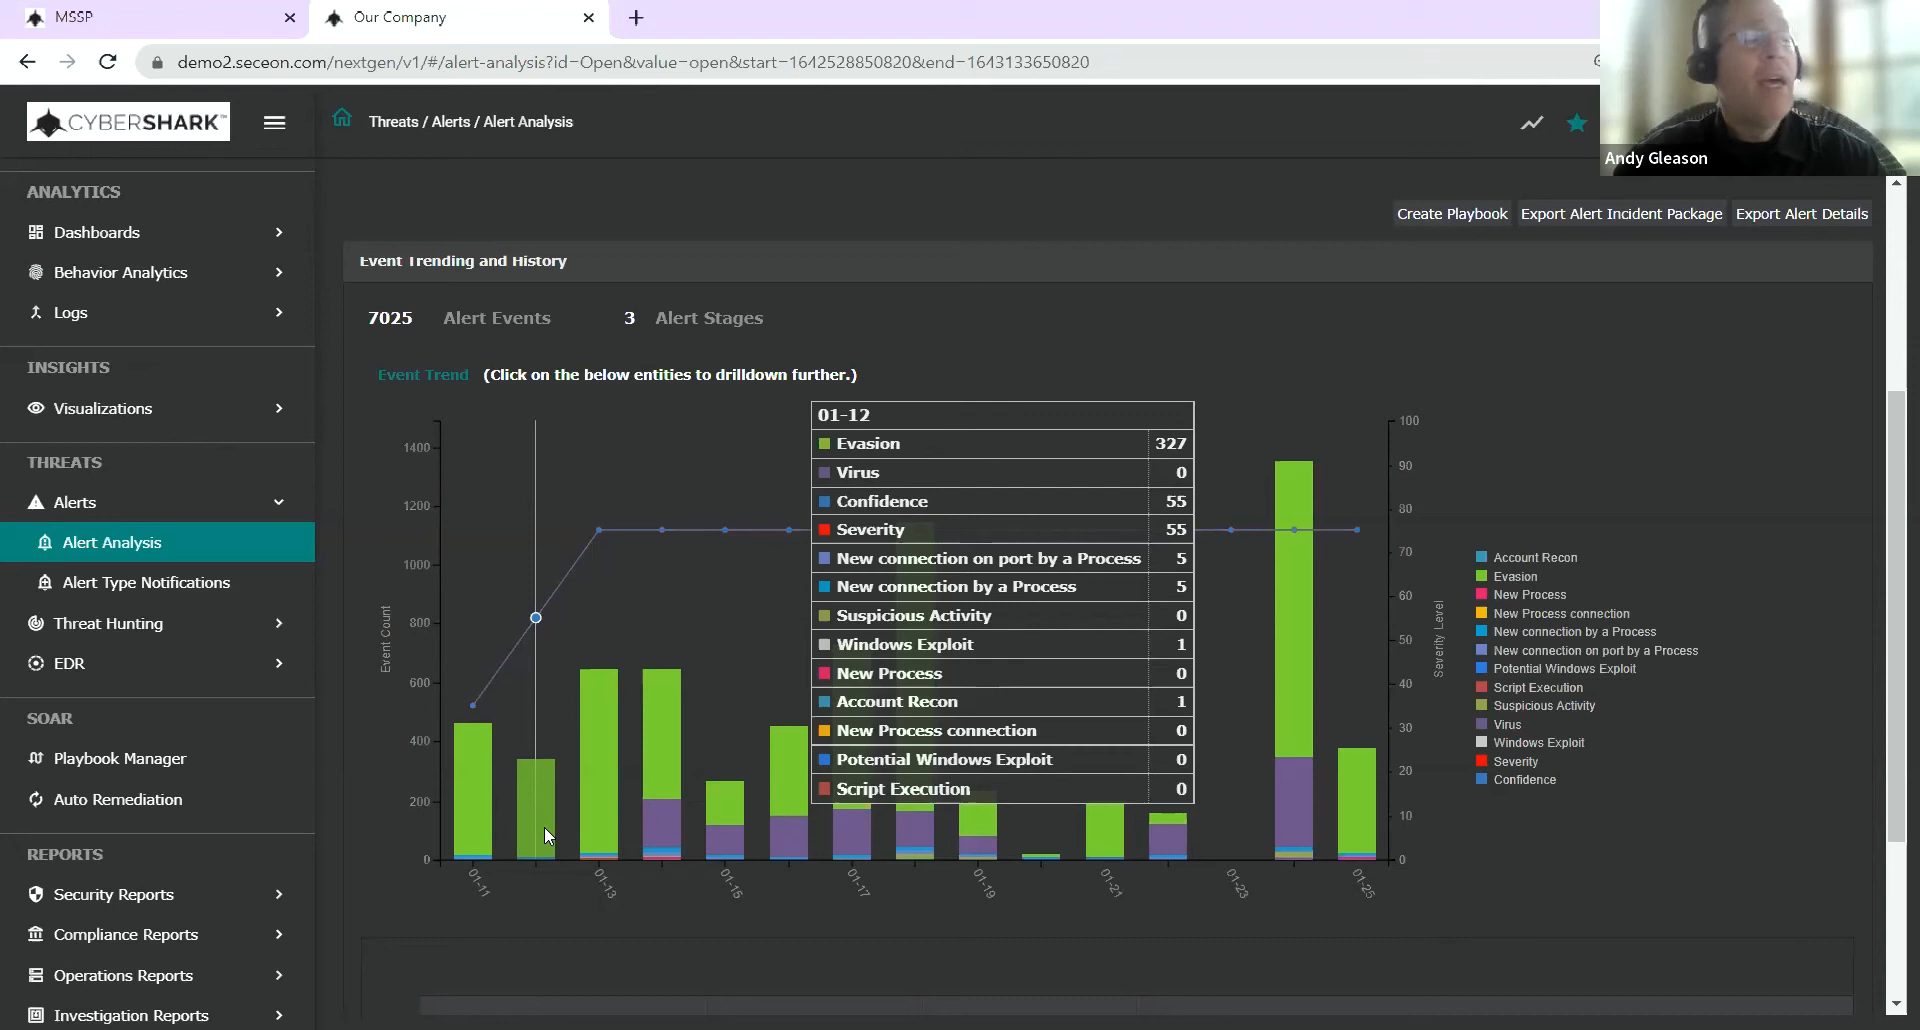 MSSP
Our Company
demo2.seceon.com/nextgen/v1/#/alert-analysis?id=Open&value=open&start=1642528850820&end=1643133650820
Andy Gleason
CYBERSHARK
Threats / Alerts / Alert Analysis
ANALYTICS
Dashboards
Behavior Analytics
Logs
INSIGHTS
Visualizations
THREATS
Alerts
Alert Analysis
Alert Type Notifications
Threat Hunting
EDR
SOAR
Playbook Manager
Auto Remediation
REPORTS
Security Reports
Compliance Reports
Operations Reports
Investigation Reports
Create Playbook
Export Alert Incident Package
Export Alert Details
Event Trending and History
7025 Alert Events 3 Alert Stages
Event Trend (Click on the below entities to drilldown further.)
Event Count
1400
1200
1000
800
600
400
200
0
01-12
Evasion 327
Virus 0
Confidence 55
Severity 55
New connection on port by a Process 5
New connection by a Process 5
Suspicious Activity 0
Windows Exploit 1
New Process 0
Account Recon 1
New Process connection 0
Potential Windows Exploit 0
Script Execution 0
01-11
01-13
01-15
01-17
01-19
01-21
01-23
01-25
100
90
80
70
60
50
40
30
20
10
0
Severity Level
Account Recon
Evasion
New Process
New Process connection
New connection by a Process
New connection on port by a Process
Potential Windows Exploit
Script Execution
Suspicious Activity
Virus
Windows Exploit
Severity
Confidence